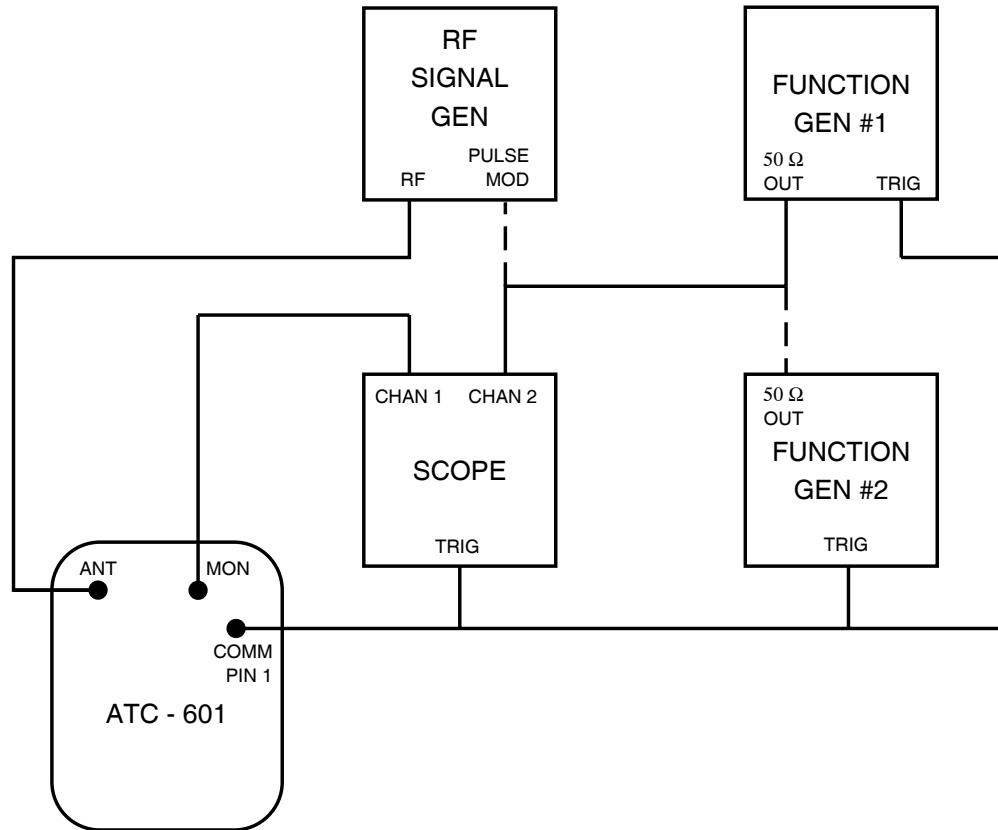 RF
SIGNAL
GEN
PULSE
RF MOD
FUNCTION
GEN #1
50 Ω
OUT TRIG
CHAN 1 CHAN 2
SCOPE
TRIG
50 Ω
OUT
FUNCTION
GEN #2
TRIG
ANT MON
COMM
PIN 1
ATC - 601